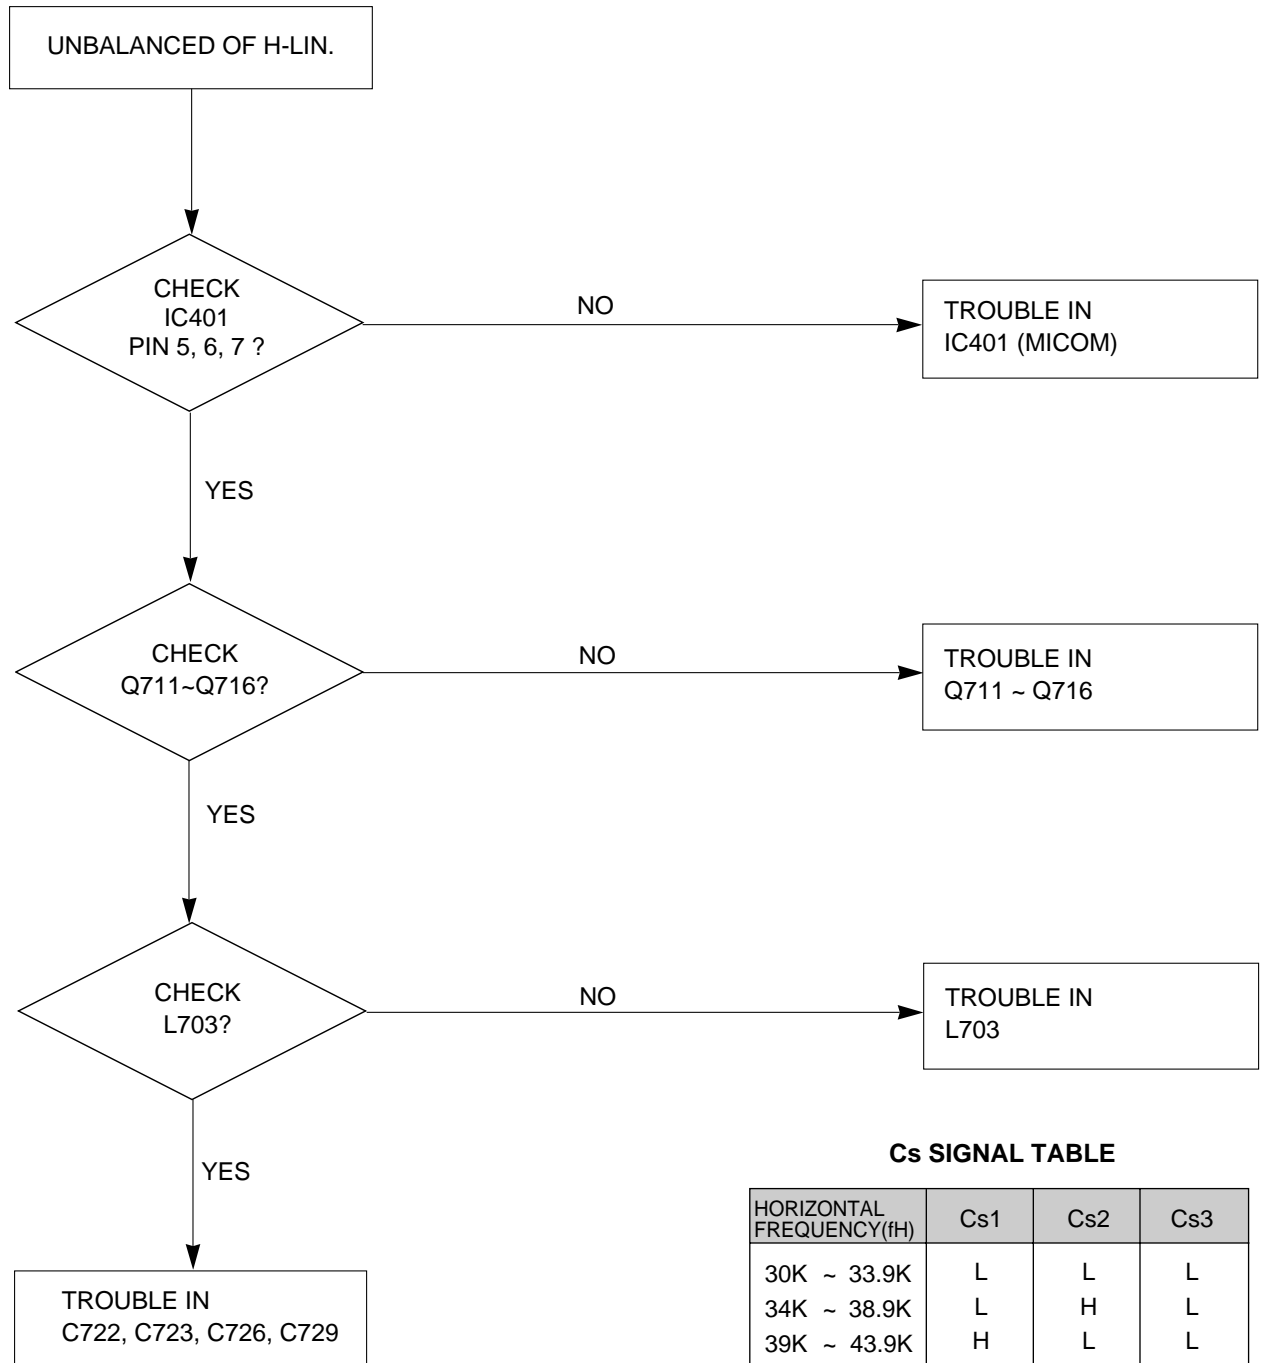 UNBALANCED OF H-LIN.
CHECK
IC401
PIN 5, 6, 7 ?
NO
TROUBLE IN
IC401 (MICOM)
YES
CHECK
Q711~Q716?
NO
TROUBLE IN
Q711 ~ Q716
YES
CHECK
L703?
NO
TROUBLE IN
L703
YES
TROUBLE IN
C722, C723, C726, C729
Cs SIGNAL TABLE
HORIZONTAL
FREQUENCY(fH) Cs1 Cs2 Cs3
30K ~ 33.9K L L L
34K ~ 38.9K L H L
39K ~ 43.9K H L L